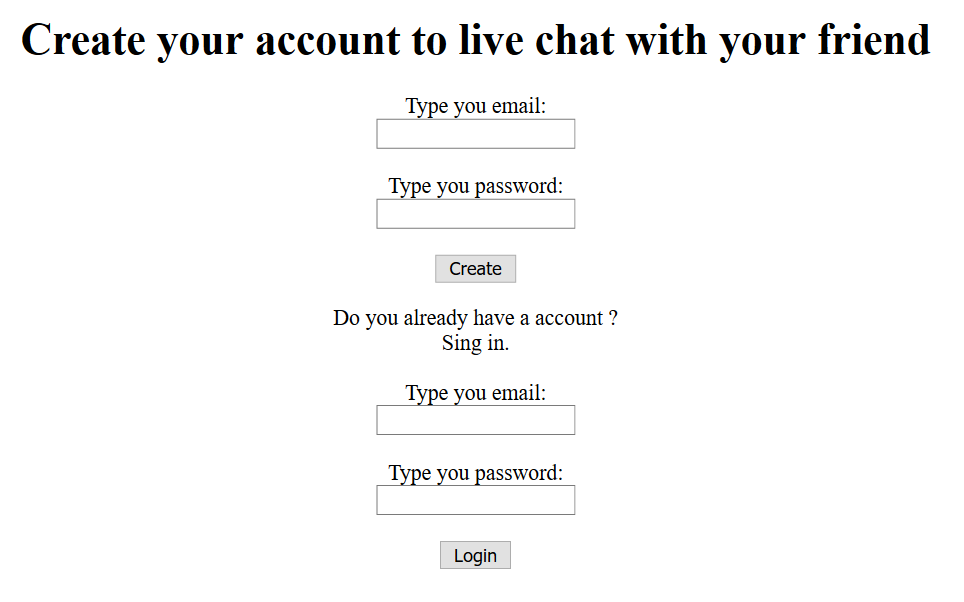 Create your account to live chat with your friend
Type you email:
Type you password:
Create
Do you already have a account ?
Sing in.
Type you email:
Type you password:
Login